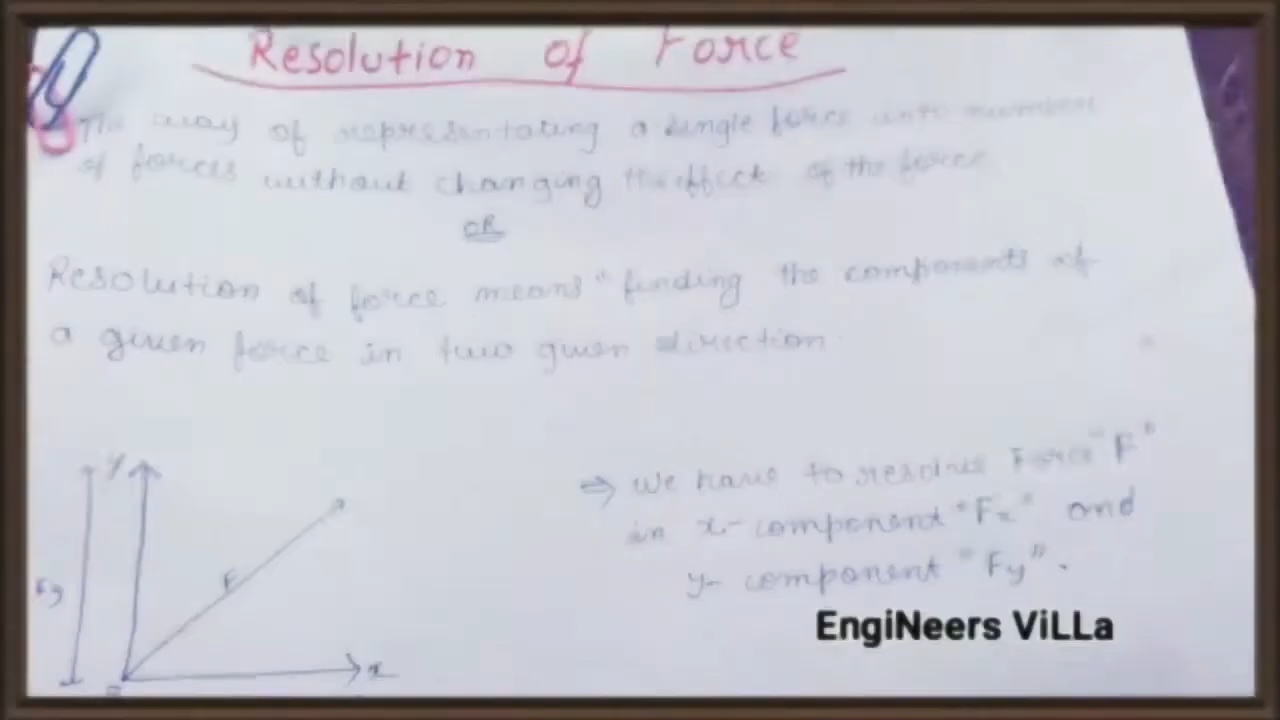 Resolution of Force
The way of representating a single force into number
of forces without changing the effect of the force
OR
Resolution of force means "finding the components of
a given force in two given direction.
y
F
Fy
x
⇒ We have to resolve Force "F"
in x- component "Fx" and
y- component "Fy".
EngiNeers ViLLa